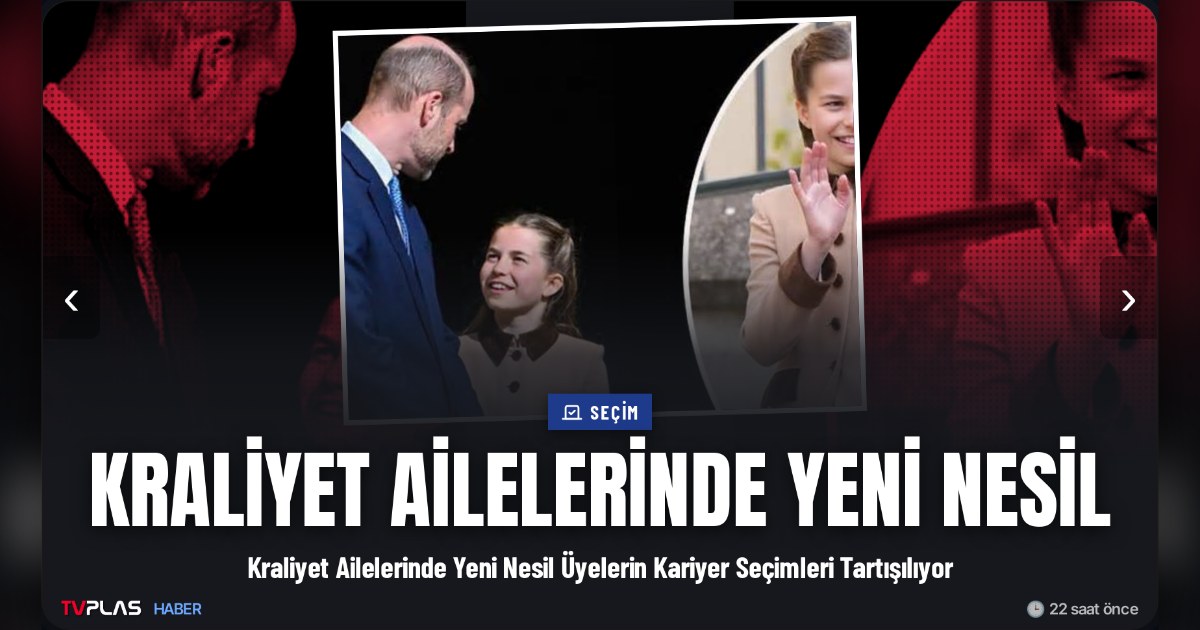 SEÇİM
KRALİYET AİLELERİNDE YENİ NESİL
Kraliyet Ailelerinde Yeni Nesil Üyelerin Kariyer Seçimleri Tartışılıyor
TVPLAS HABER
22 saat önce